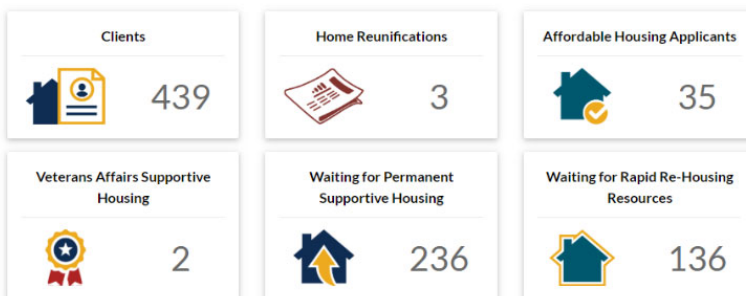 Clients
439
Home Reunifications
3
Affordable Housing Applicants
35
Veterans Affairs Supportive
Housing
2
Waiting for Permanent
Supportive Housing
236
Waiting for Rapid Re-Housing
Resources
136